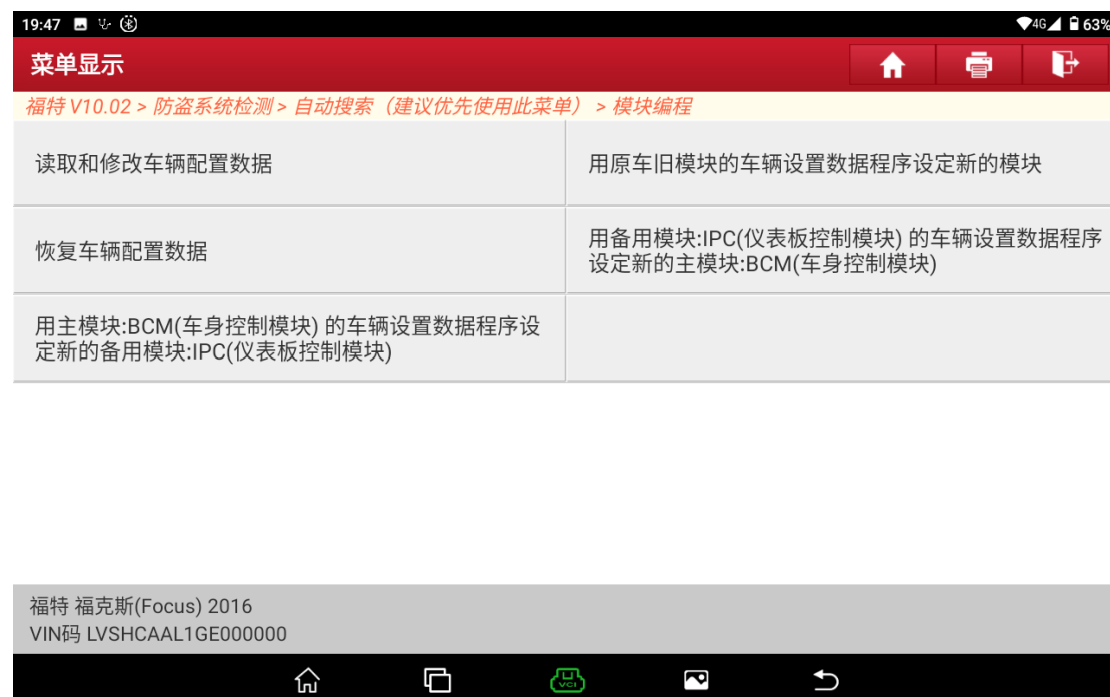 19:47
4G 63%
菜单显示
福特 V10.02 > 防盗系统检测 > 自动搜索（建议优先使用此菜单） > 模块编程
读取和修改车辆配置数据
用原车旧模块的车辆设置数据程序设定新的模块
恢复车辆配置数据
用备用模块:IPC(仪表板控制模块) 的车辆设置数据程序
设定新的主模块:BCM(车身控制模块)
用主模块:BCM(车身控制模块) 的车辆设置数据程序设
定新的备用模块:IPC(仪表板控制模块)
福特 福克斯(Focus) 2016
VIN码 LVSHCAAL1GE000000
VCI